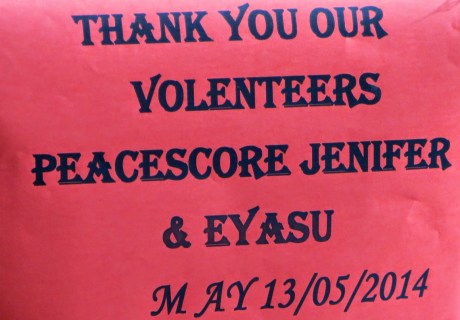 THANK YOU OUR
VOLENTEERS
PEACESCORE JENIFER
& EYASU
M AY 13/05/2014